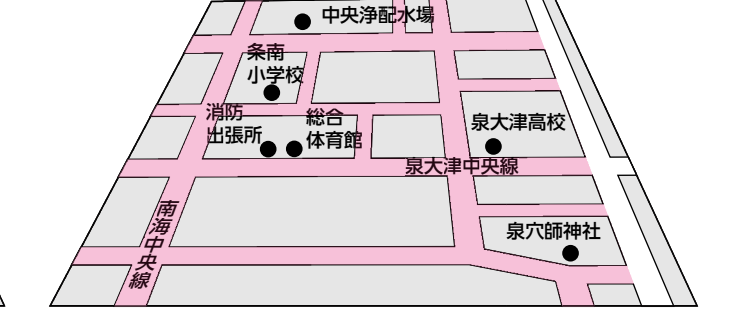 中央浄配水場
条南
小学校
消防
出張所
総合
体育館
泉大津高校
泉大津中央線
南海中央線
泉穴師神社